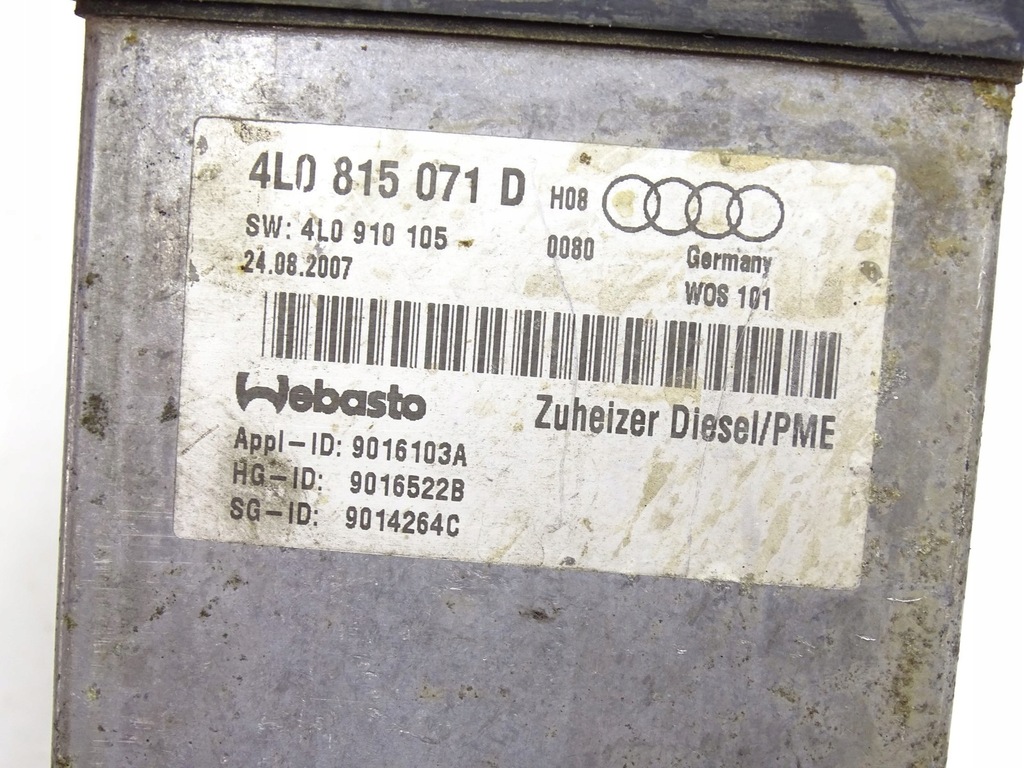 4L0 815 071 D H08
SW: 4L0 910 105 0080 Germany
24.08.2007 WOS 101
Webasto Zuheizer Diesel/PME
Appl-ID: 9016103A
HG-ID: 9016522B
SG-ID: 9014264C